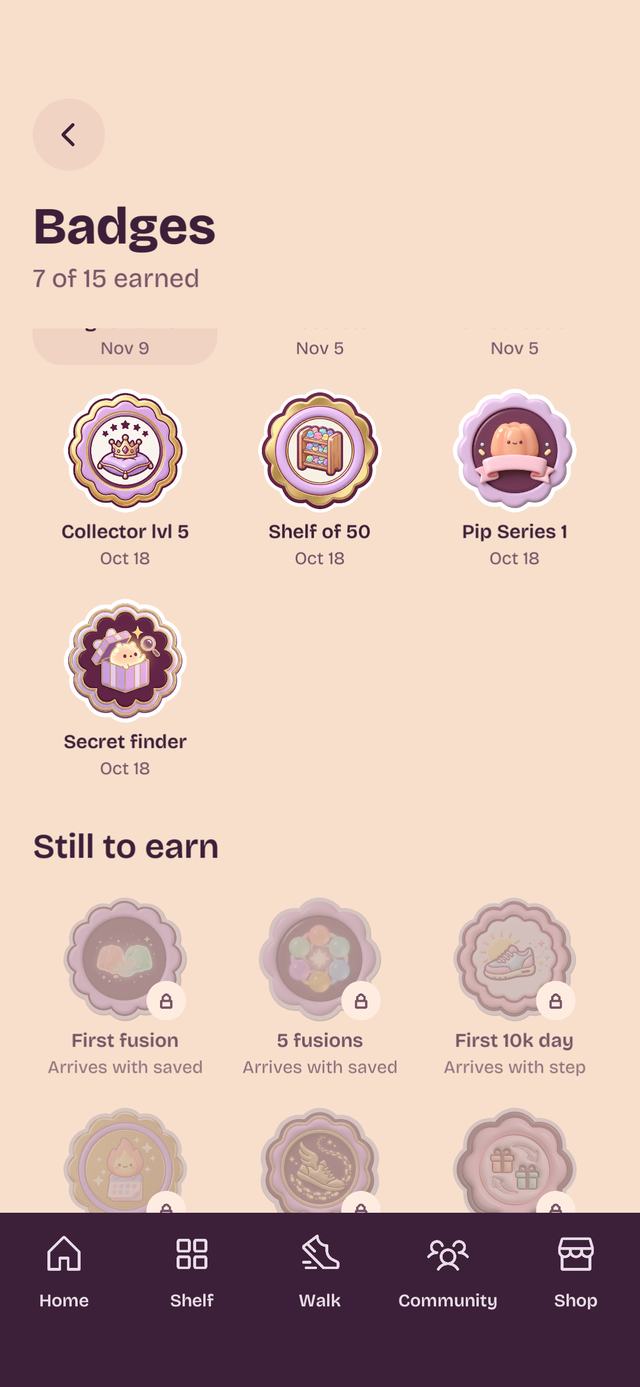 Badges
7 of 15 earned
Nov 9
Nov 5
Nov 5
Collector lvl 5
Shelf of 50
Pip Series 1
Oct 18
Oct 18
Oct 18
Secret finder
Oct 18
Still to earn
First fusion
5 fusions
First 10k day
Arrives with saved
Arrives with saved
Arrives with step
Home
Shelf
Walk
Community
Shop